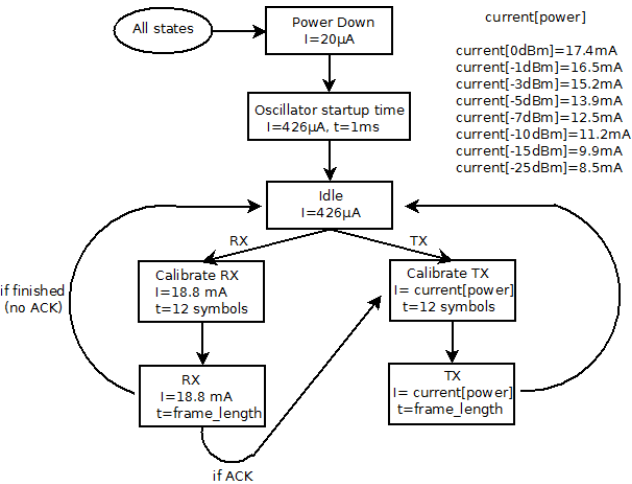 All states
Power Down
I=20µA
current[power]
current[0dBm]=17.4mA
current[-1dBm]=16.5mA
current[-3dBm]=15.2mA
current[-5dBm]=13.9mA
current[-7dBm]=12.5mA
current[-10dBm]=11.2mA
current[-15dBm]=9.9mA
current[-25dBm]=8.5mA
Oscillator startup time
I=426µA, t=1ms
Idle
I=426µA
RX
TX
Calibrate RX
I=18.8 mA
t=12 symbols
Calibrate TX
I= current[power]
t=12 symbols
if finished
(no ACK)
RX
I=18.8 mA
t=frame_length
TX
I= current[power]
t=frame_length
if ACK